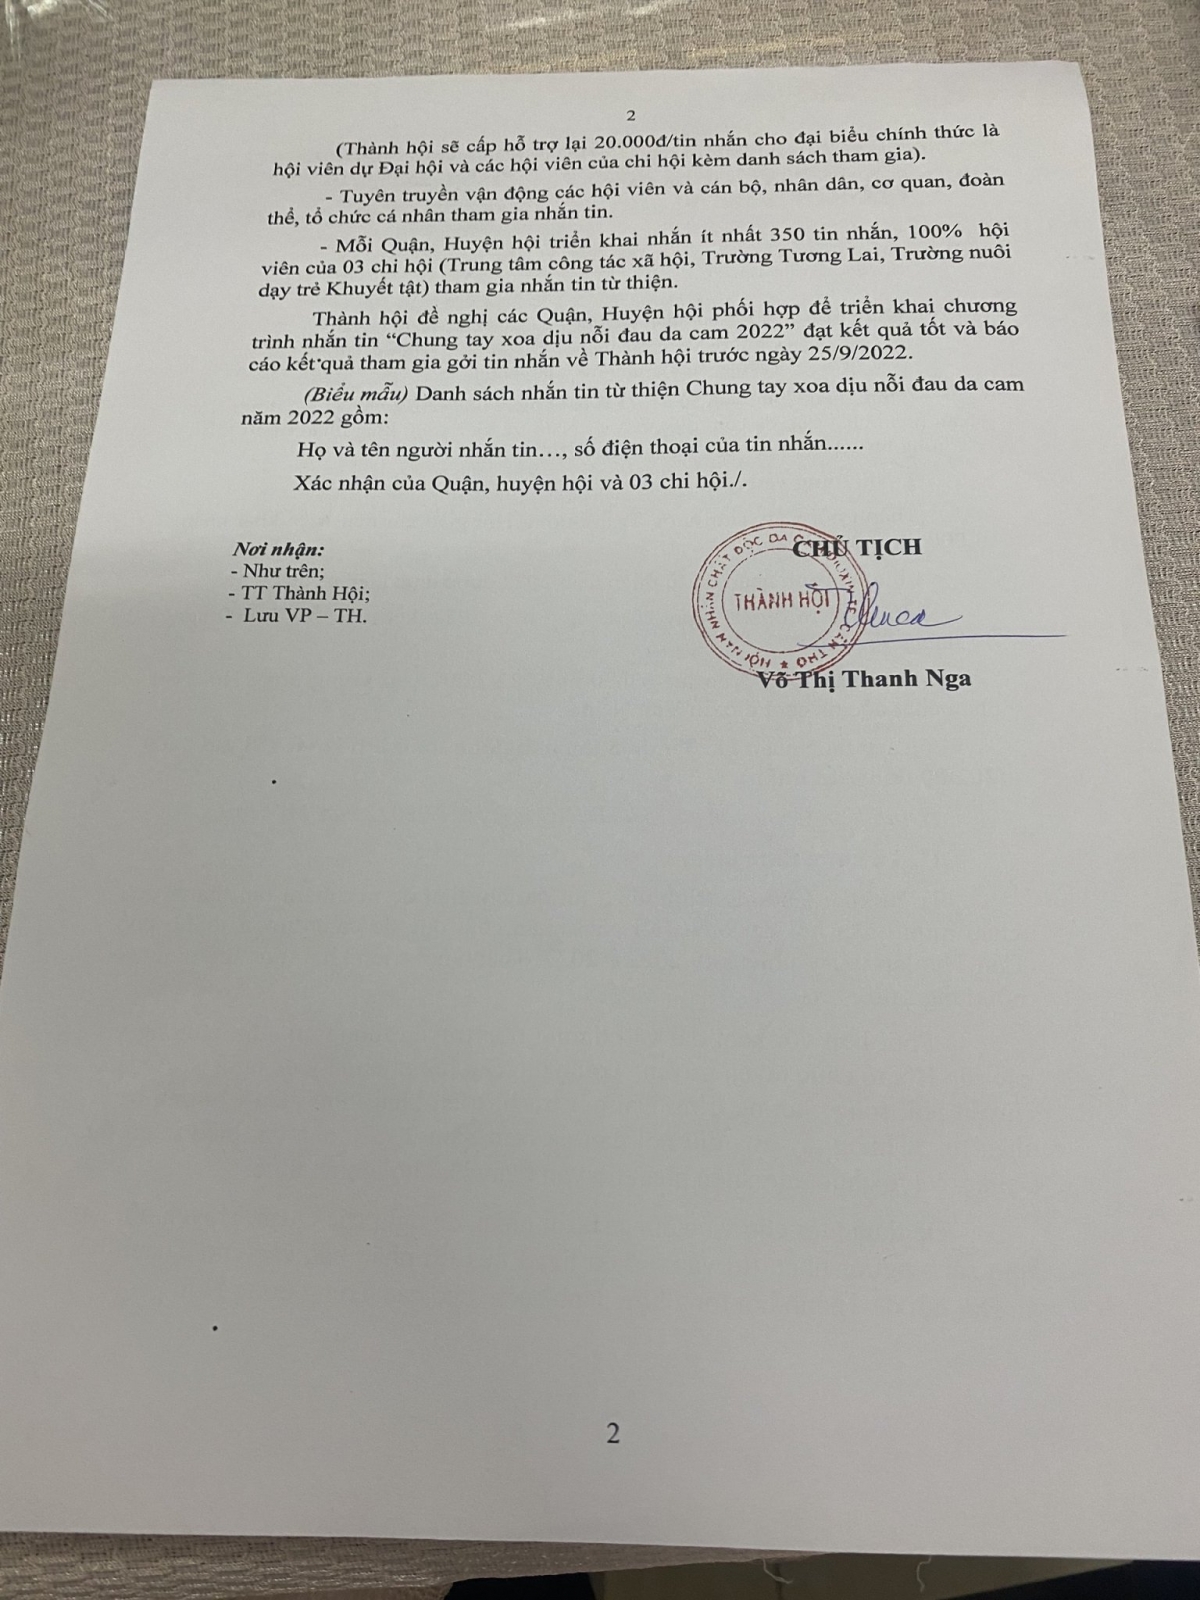 2
(Thành hội sẽ cấp hỗ trợ lại 20.000đ/tin nhắn cho đại biểu chính thức là
hội viên dự Đại hội và các hội viên của chi hội kèm danh sách tham gia).
- Tuyên truyền vận động các hội viên và cán bộ, nhân dân, cơ quan, đoàn
thể, tổ chức cá nhân tham gia nhắn tin.
- Mỗi Quận, Huyện hội triển khai nhắn ít nhất 350 tin nhắn, 100% hội
viên của 03 chi hội (Trung tâm công tác xã hội, Trường Tương Lai, Trường nuôi
dạy trẻ Khuyết tật) tham gia nhắn tin từ thiện.
Thành hội đề nghị các Quận, Huyện hội phối hợp để triển khai chương
trình nhắn tin “Chung tay xoa dịu nỗi đau da cam 2022” đạt kết quả tốt và báo
cáo kết quả tham gia gởi tin nhắn về Thành hội trước ngày 25/9/2022.
(Biểu mẫu) Danh sách nhắn tin từ thiện Chung tay xoa dịu nỗi đau da cam
năm 2022 gồm:
Họ và tên người nhắn tin…, số điện thoại của tin nhắn......
Xác nhận của Quận, huyện hội và 03 chi hội./.
Nơi nhận:
- Như trên;
- TT Thành Hội;
- Lưu VP – TH.
CHỦ TỊCH
HỘI NẠN NHÂN CHẤT ĐỘC DA CẦN THƠ
THÀNH HỘI
Võ Thị Thanh Nga
2